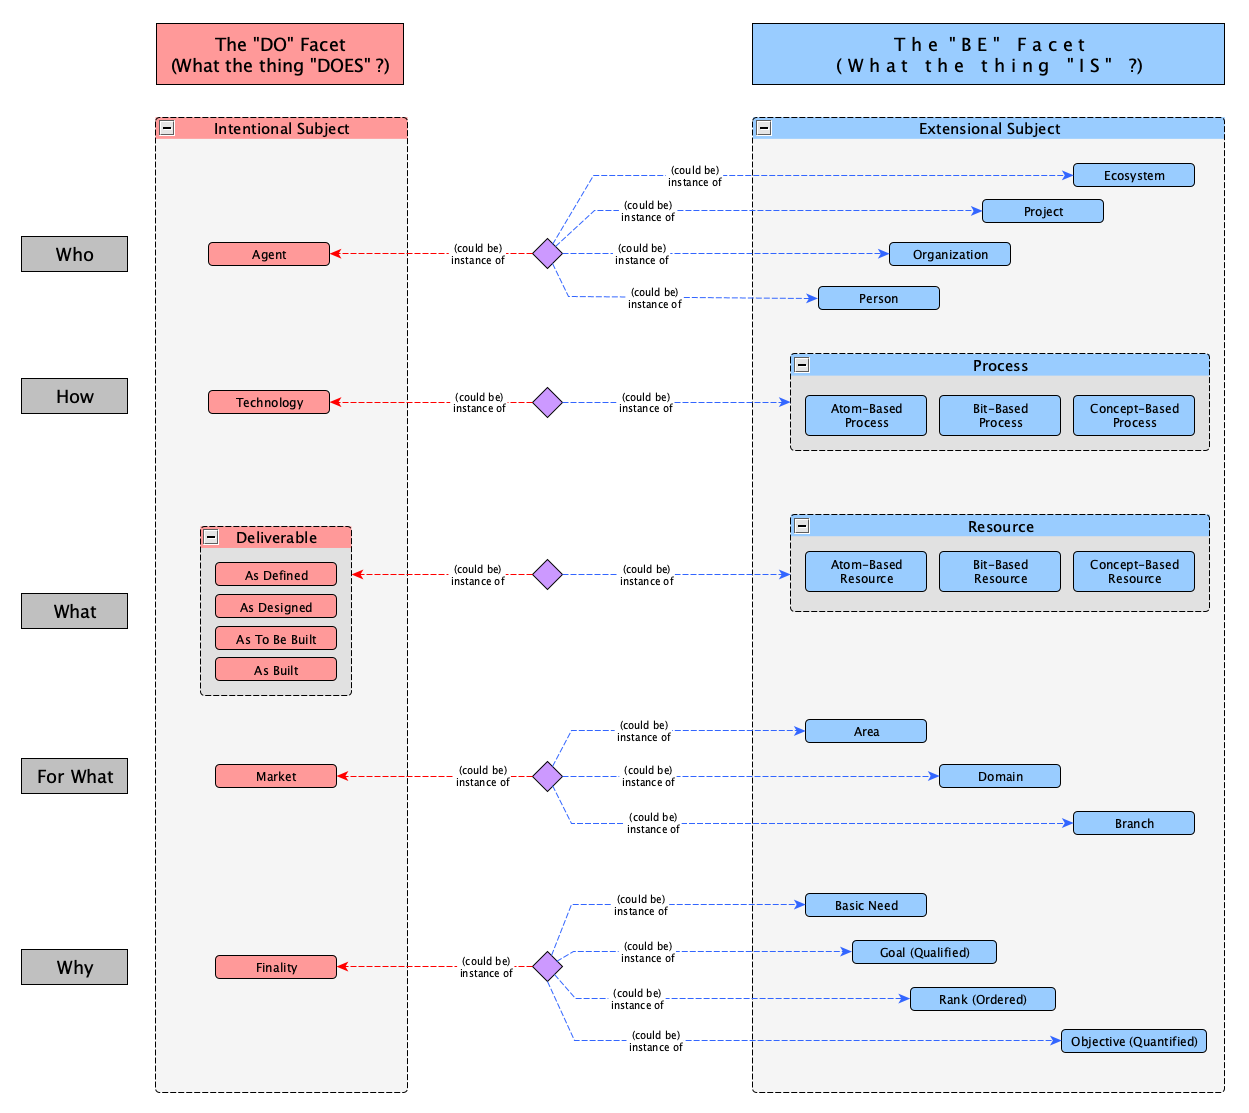 The "DO" Facet
(What the thing "DOES" ?)
The "BE" Facet
(What the thing "IS" ?)
Intentional Subject
Extensional Subject
Who
Agent
(could be)
instance of
(could be)
instance of
Ecosystem
(could be)
instance of
Project
(could be)
instance of
Organization
(could be)
instance of
Person
How
Technology
(could be)
instance of
(could be)
instance of
Process
Atom-Based
Process
Bit-Based
Process
Concept-Based
Process
What
Deliverable
As Defined
As Designed
As To Be Built
As Built
(could be)
instance of
(could be)
instance of
Resource
Atom-Based
Resource
Bit-Based
Resource
Concept-Based
Resource
For What
Market
(could be)
instance of
(could be)
instance of
Area
(could be)
instance of
Domain
(could be)
instance of
Branch
Why
Finality
(could be)
instance of
(could be)
instance of
Basic Need
(could be)
instance of
Goal (Qualified)
(could be)
instance of
Rank (Ordered)
(could be)
instance of
Objective (Quantified)